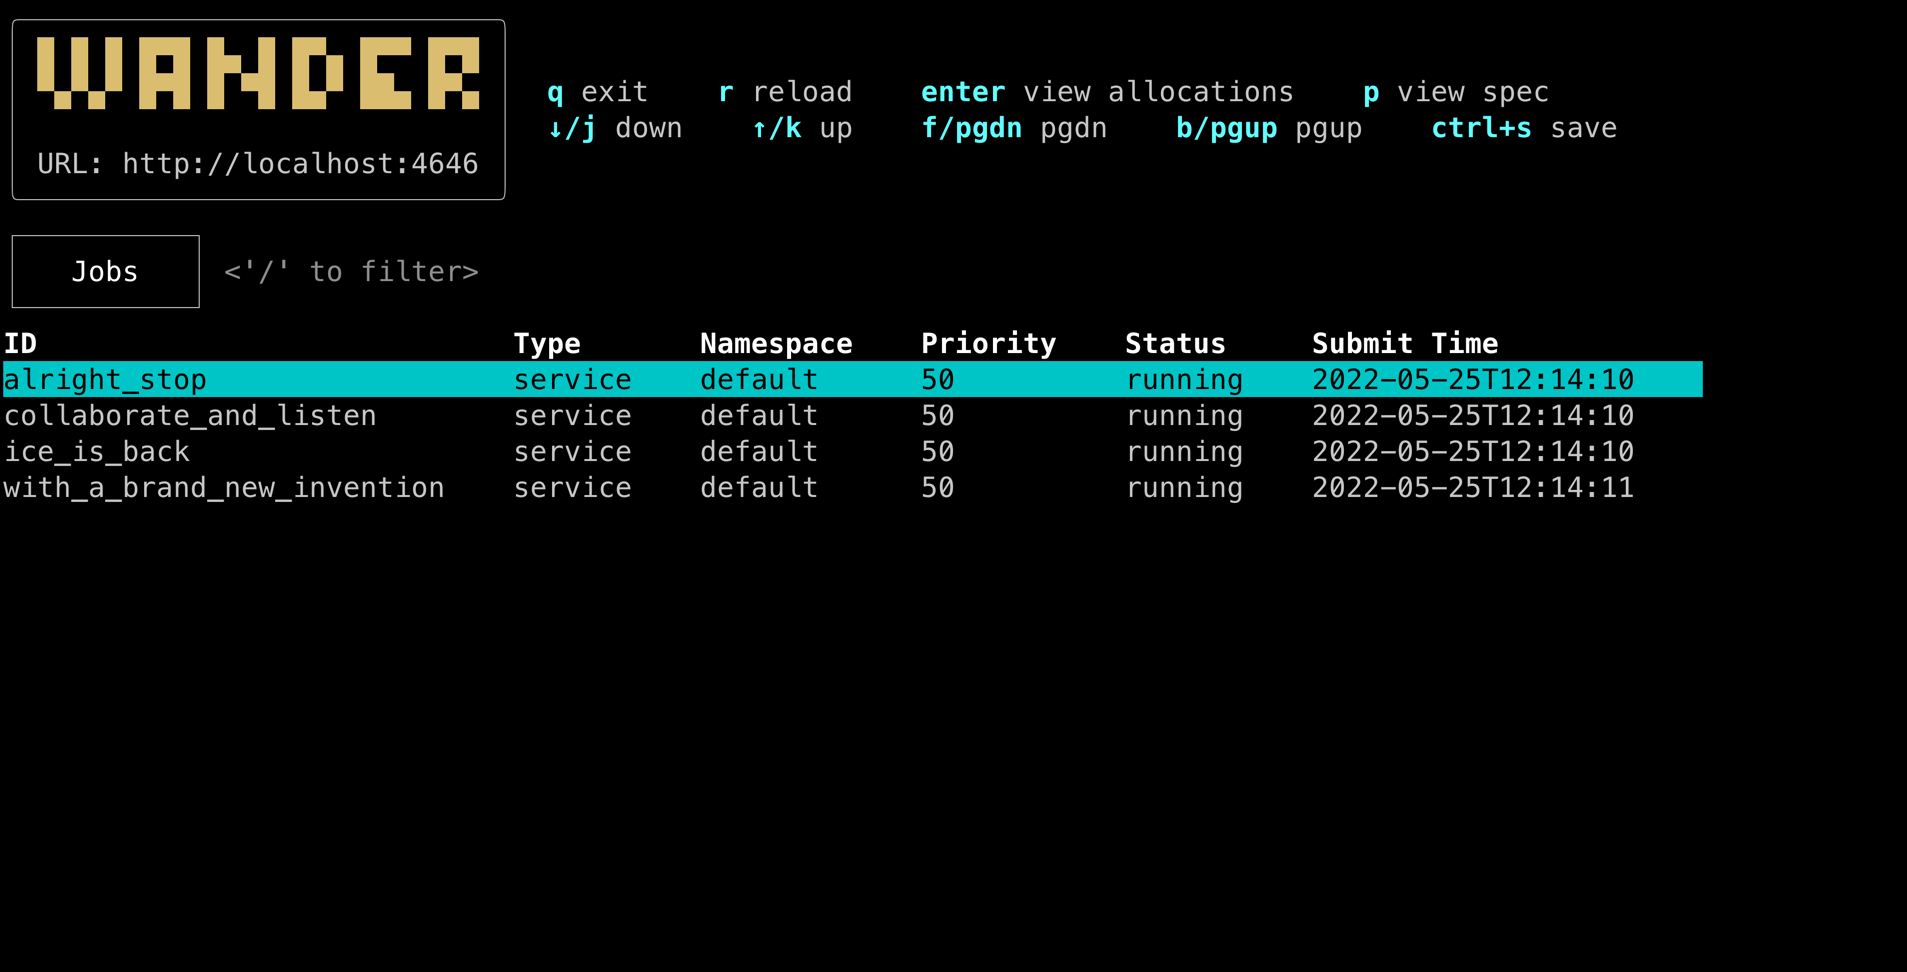 WANDER
URL: http://localhost:4646
q exit r reload enter view allocations p view spec
↓/j down ↑/k up f/pgdn pgdn b/pgup pgup ctrl+s save
Jobs <'/' to filter>
ID Type Namespace Priority Status Submit Time
alright_stop service default 50 running 2022-05-25T12:14:10
collaborate_and_listen service default 50 running 2022-05-25T12:14:10
ice_is_back service default 50 running 2022-05-25T12:14:10
with_a_brand_new_invention service default 50 running 2022-05-25T12:14:11